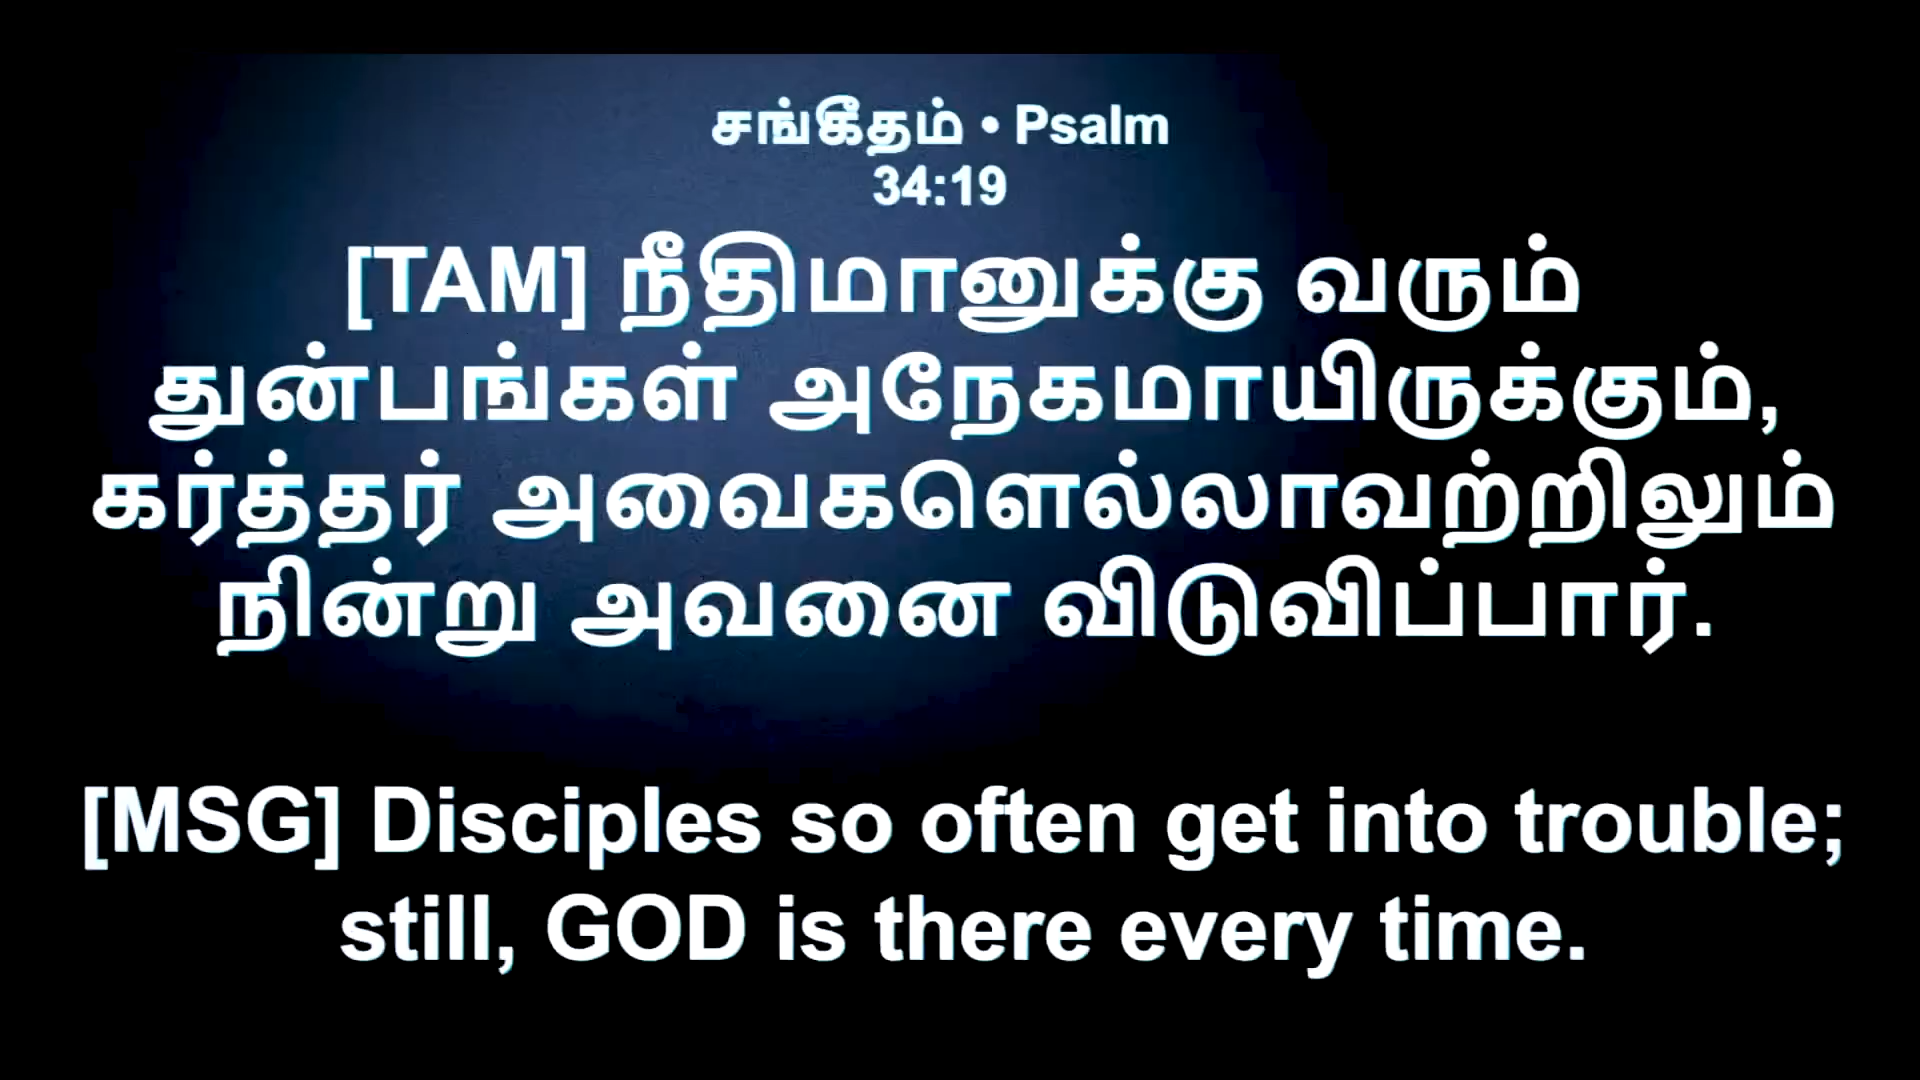 சங்கீதம் • Psalm
34:19
[TAM] நீதிமானுக்கு வரும்
துன்பங்கள் அநேகமாயிருக்கும்,
கர்த்தர் அவைகளெல்லாவற்றிலும்
நின்று அவனை விடுவிப்பார்.
[MSG] Disciples so often get into trouble;
still, GOD is there every time.